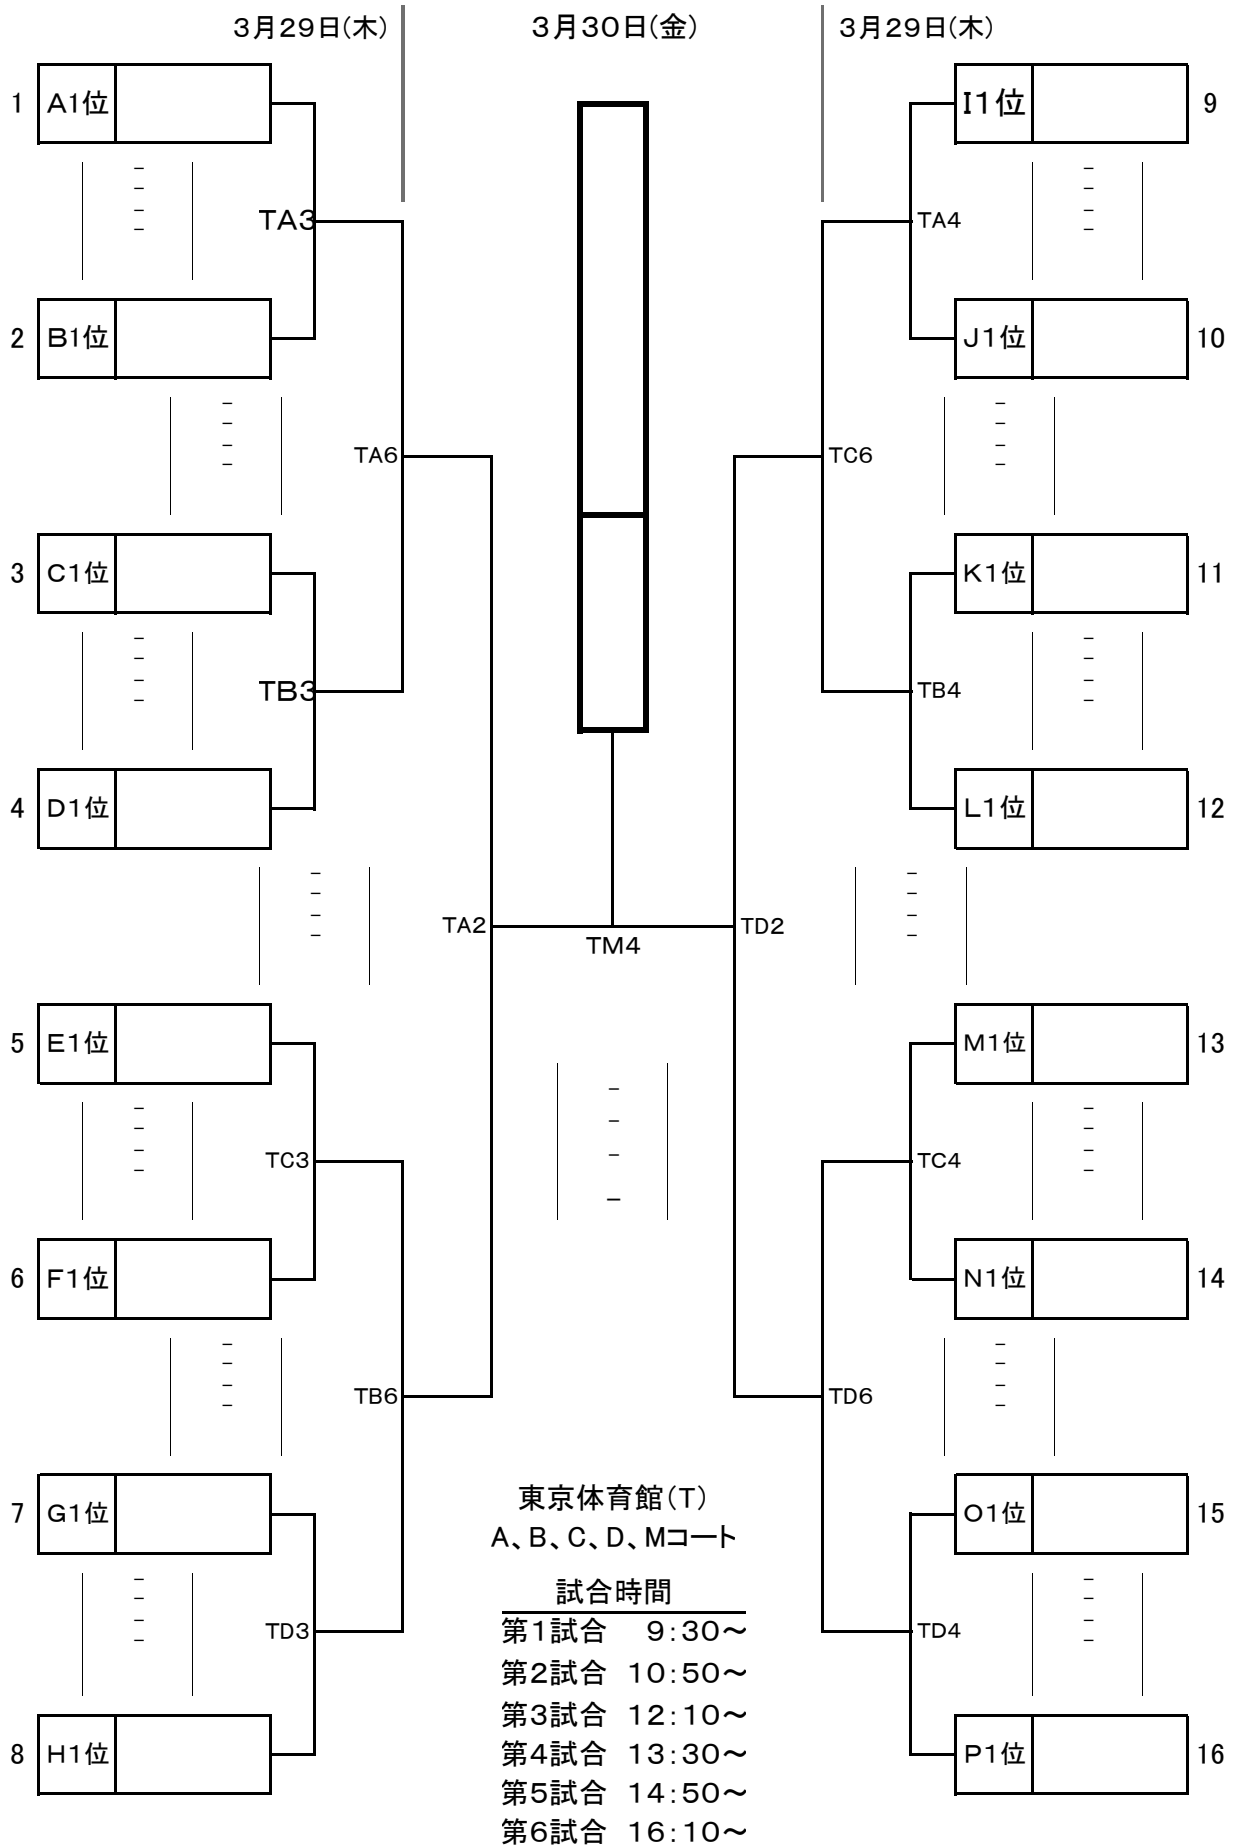 3月29日(木)　3月30日(金)　3月29日(木)
1 A1位　I1位 9
TA3　TA4
2 B1位　J1位 10
TA6　TC6
3 C1位　K1位 11
TB3　TB4
4 D1位　L1位 12
TA2　TD2
TM4
5 E1位　M1位 13
TC3　TC4
6 F1位　N1位 14
TB6　TD6
東京体育館(T)
7 G1位　O1位 15
A、B、C、D、Mコート
試合時間
TD3　TD4
第1試合　9:30～
第2試合　10:50～
第3試合　12:10～
8 H1位　P1位 16
第4試合　13:30～
第5試合　14:50～
第6試合　16:10～